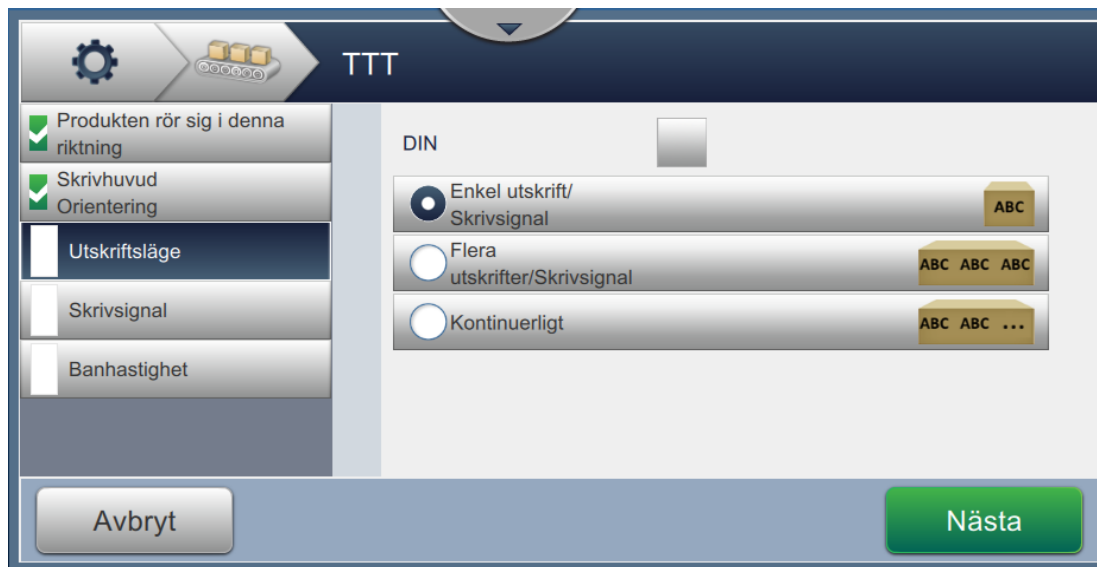 TTT
Produkten rör sig i denna
riktning
Skrivhuvud
Orientering
Utskriftsläge
Skrivsignal
Banhastighet
DIN
Enkel utskrift/
Skrivsignal
ABC
Flera
utskrifter/Skrivsignal
ABC ABC ABC
Kontinuerligt
ABC ABC ...
Avbryt
Nästa